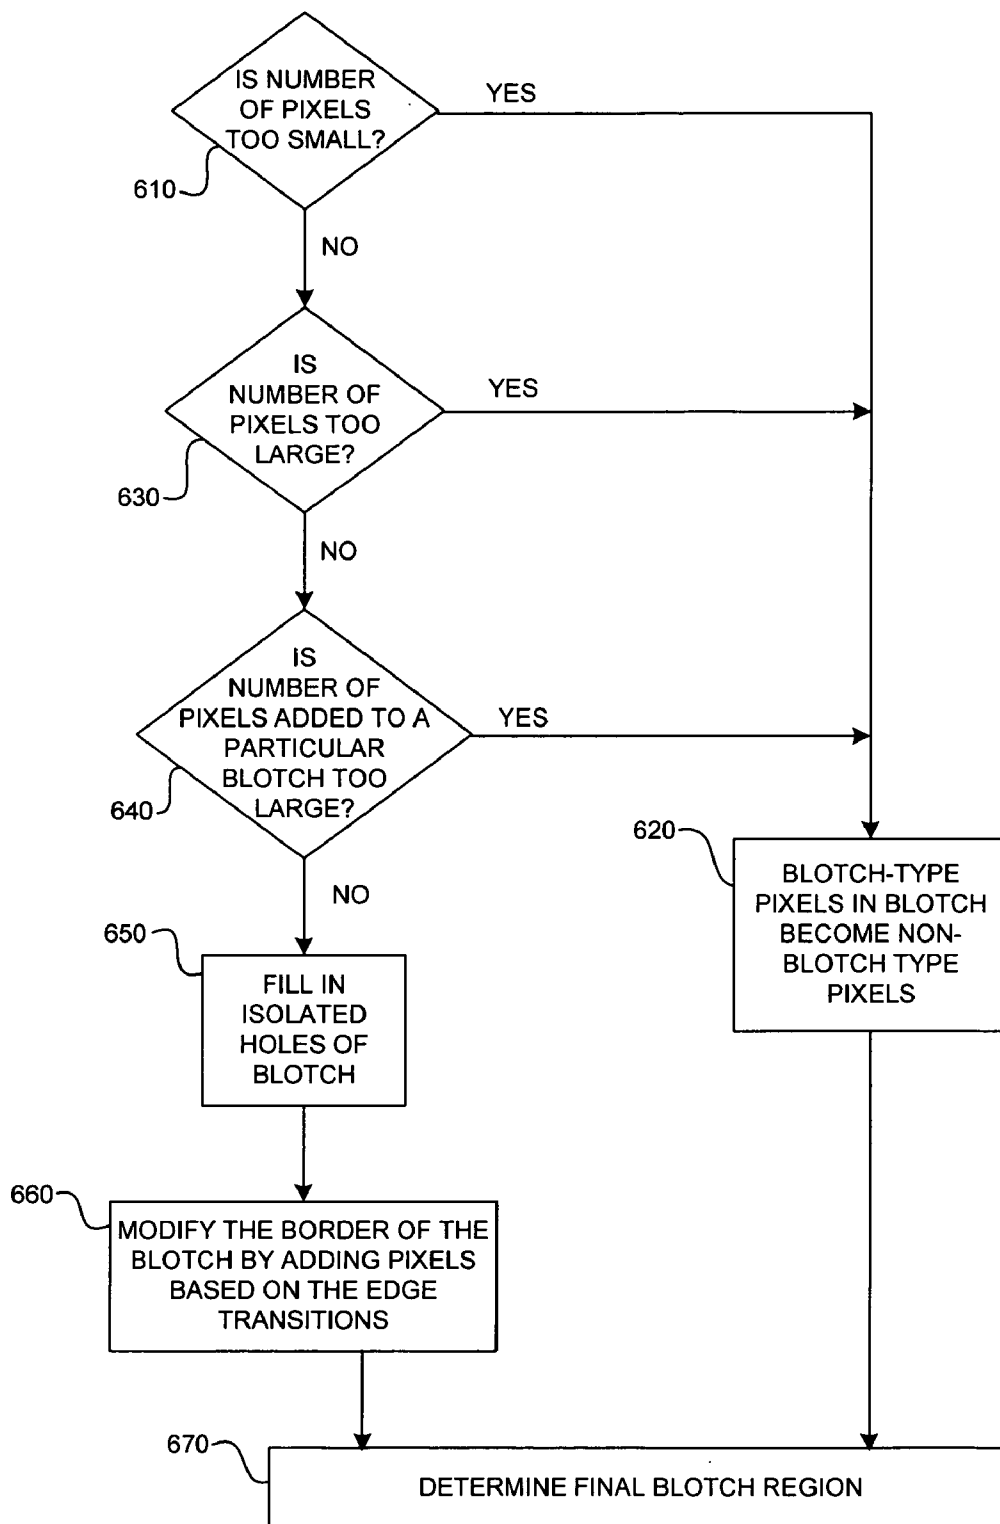 IS NUMBER
OF PIXELS
TOO SMALL?
YES
610
NO
IS
NUMBER OF
PIXELS TOO
LARGE?
YES
630
NO
IS
NUMBER OF
PIXELS ADDED TO A
PARTICULAR
BLOTCH TOO
LARGE?
YES
640
NO
620
BLOTCH-TYPE
PIXELS IN BLOTCH
BECOME NON-
BLOTCH TYPE
PIXELS
650
FILL IN
ISOLATED
HOLES OF
BLOTCH
660
MODIFY THE BORDER OF THE
BLOTCH BY ADDING PIXELS
BASED ON THE EDGE
TRANSITIONS
670
DETERMINE FINAL BLOTCH REGION